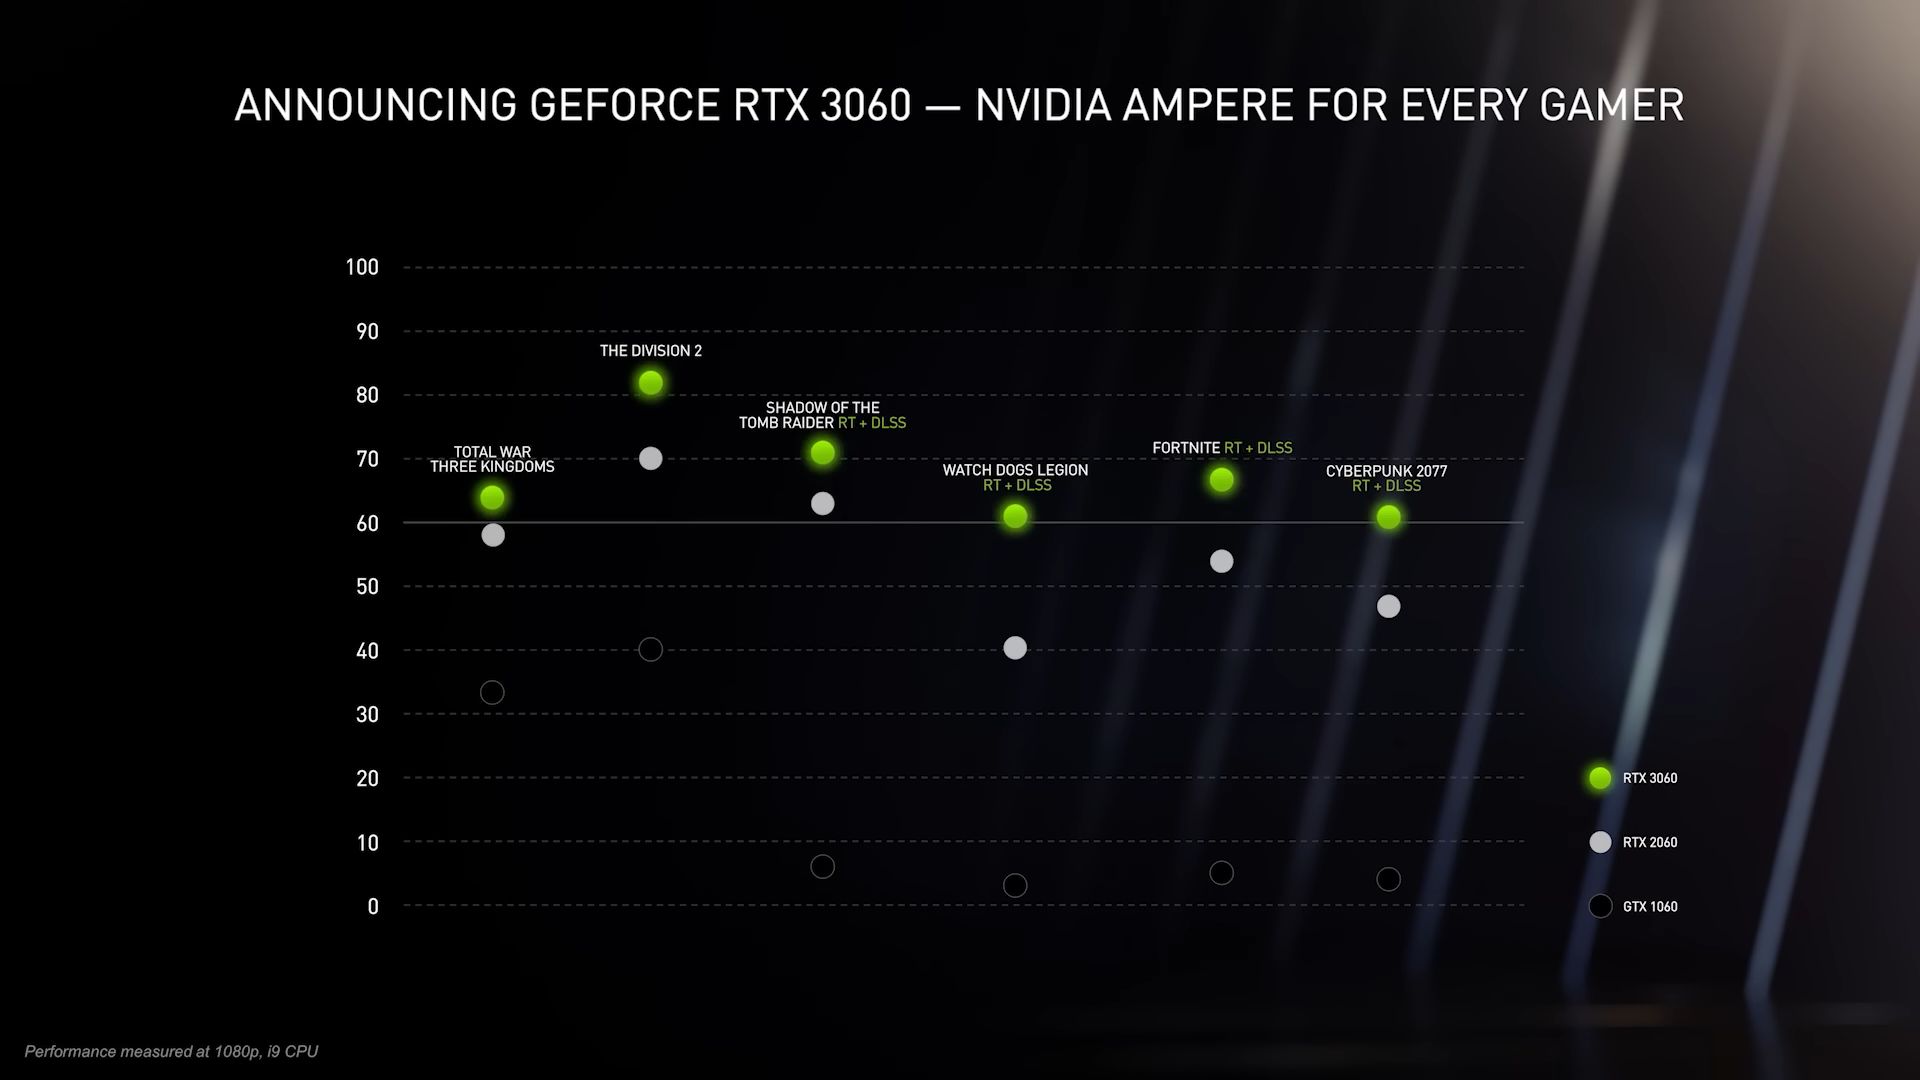 ANNOUNCING GEFORCE RTX 3060 — NVIDIA AMPERE FOR EVERY GAMER
100
90
THE DIVISION 2
80
SHADOW OF THE
TOMB RAIDER RT + DLSS
TOTAL WAR
THREE KINGDOMS
70
WATCH DOGS LEGION
RT + DLSS
FORTNITE RT + DLSS
CYBERPUNK 2077
RT + DLSS
60
50
40
30
20
10
0
RTX 3060
RTX 2060
GTX 1060
Performance measured at 1080p, i9 CPU